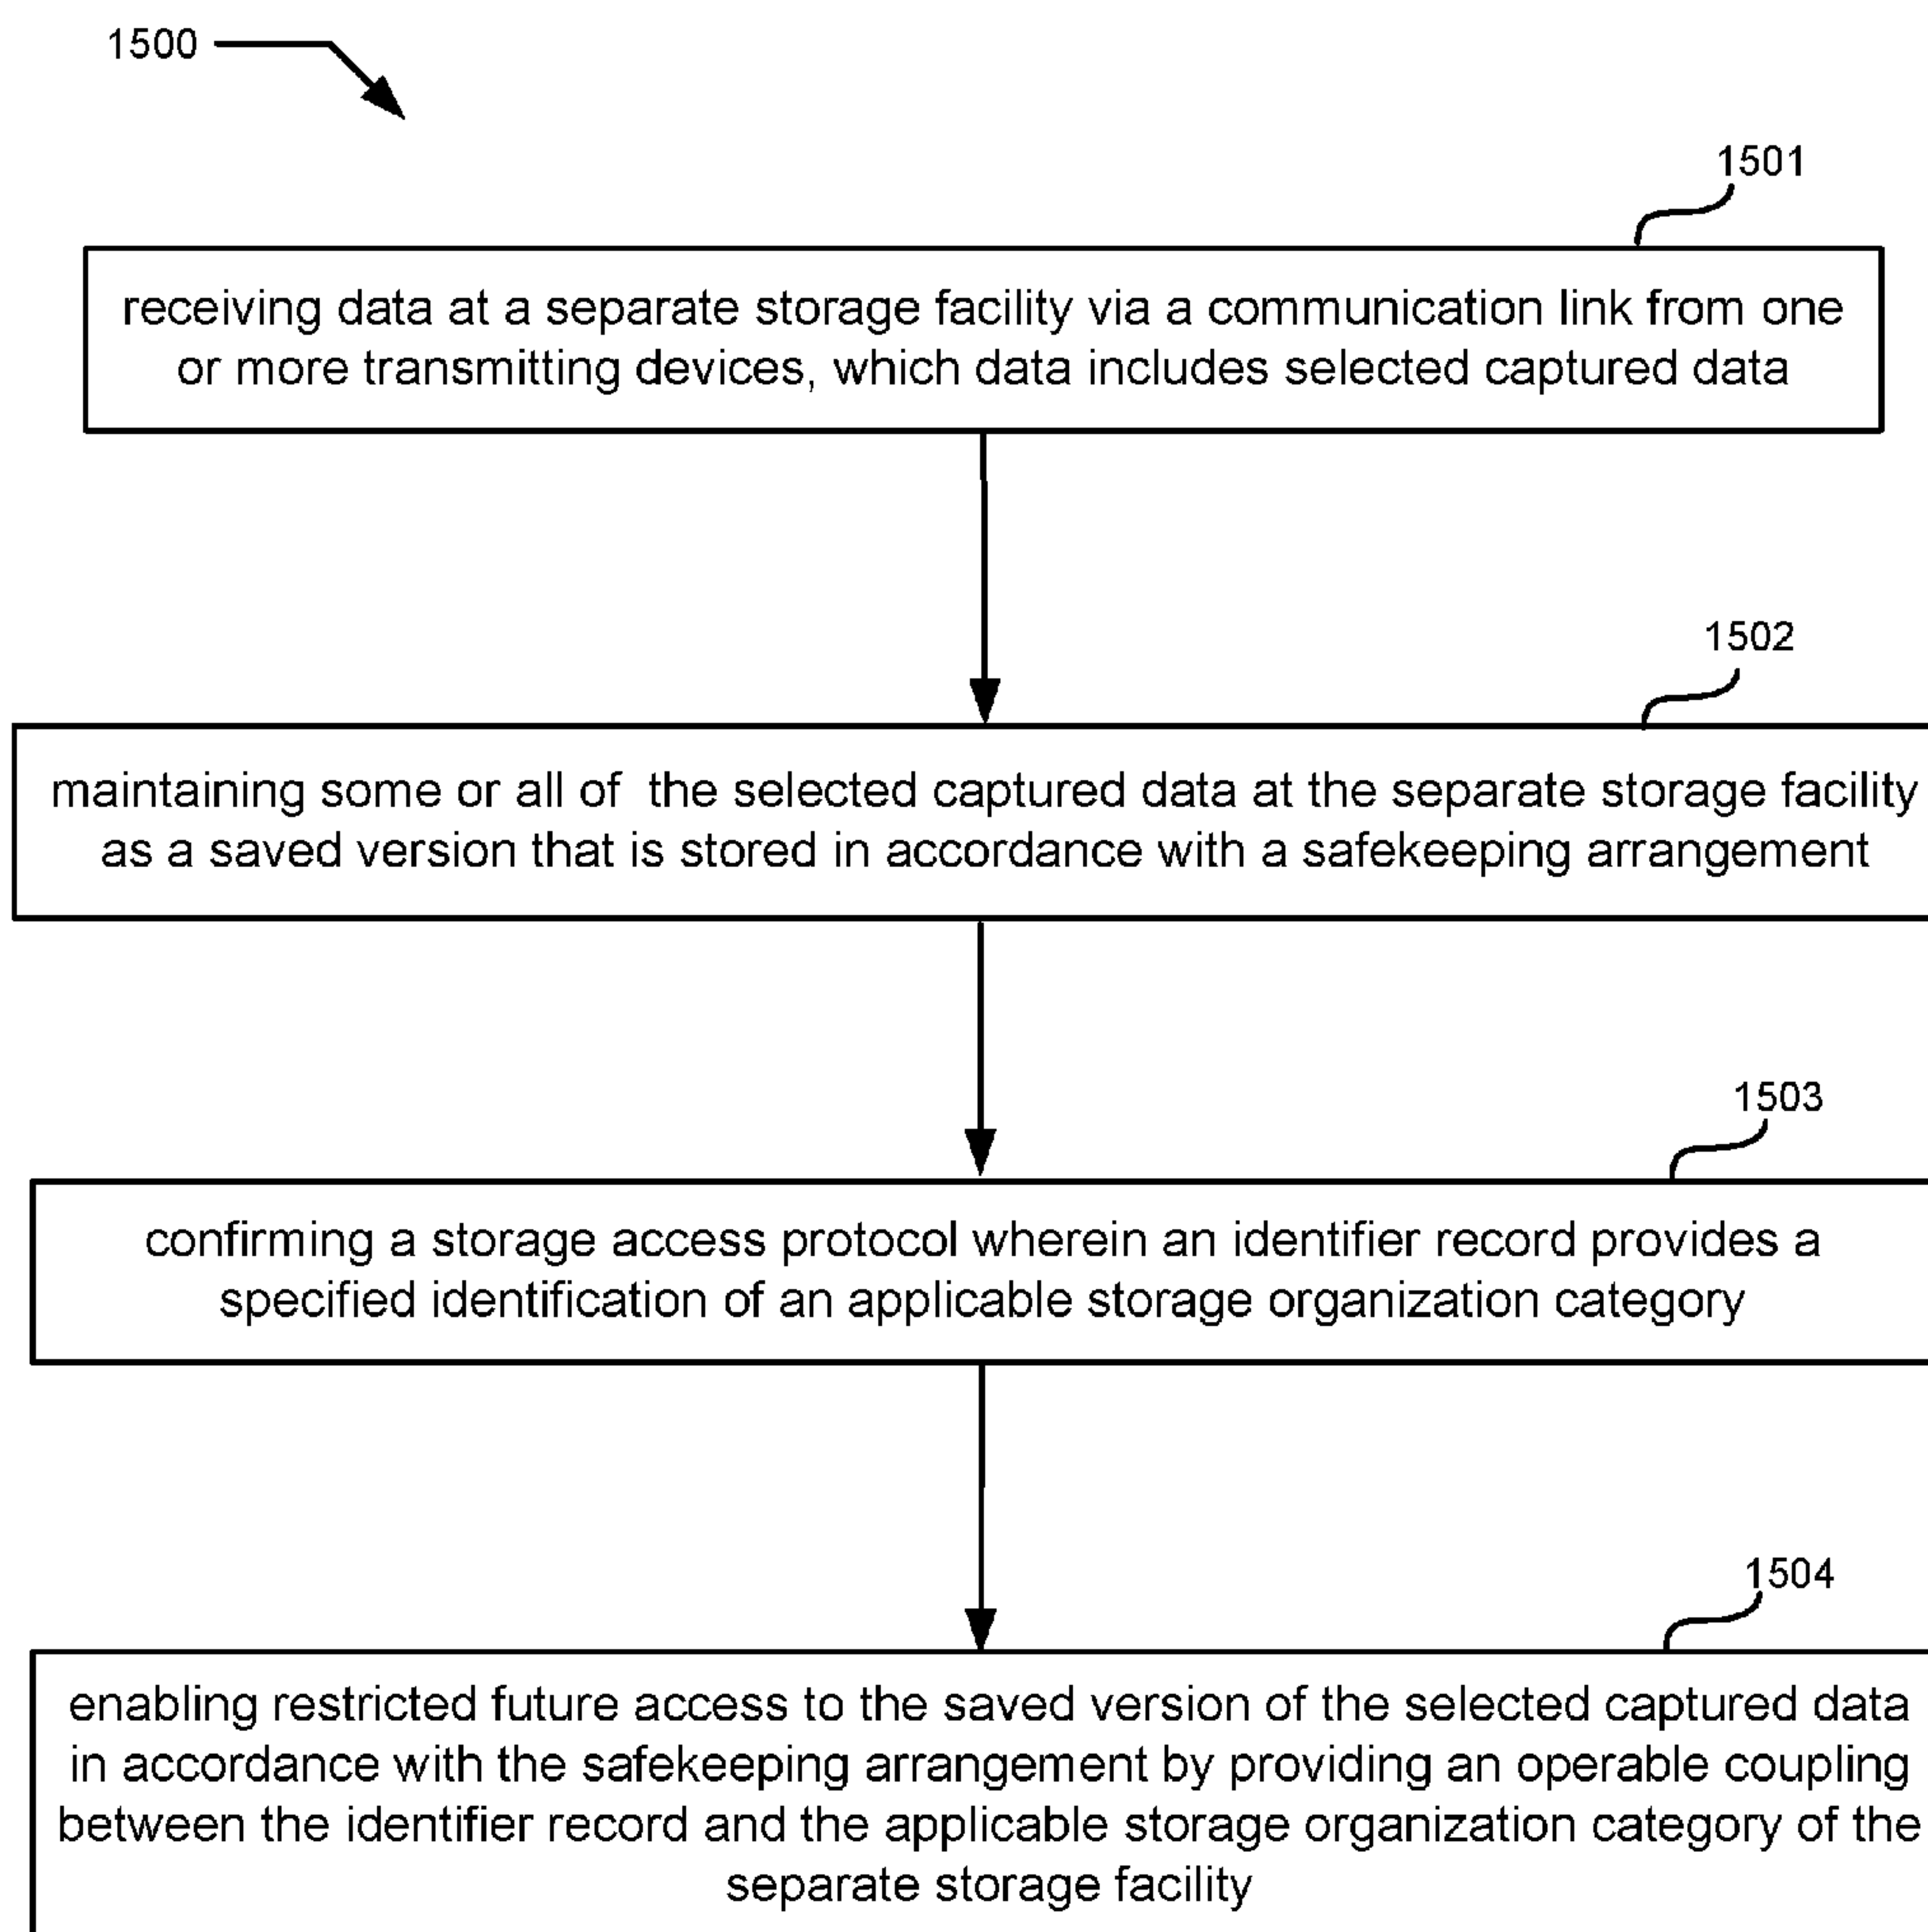 1500
1501
receiving data at a separate storage facility via a communication link from one
or more transmitting devices, which data includes selected captured data
1502
maintaining some or all of the selected captured data at the separate storage facility
as a saved version that is stored in accordance with a safekeeping arrangement
1503
confirming a storage access protocol wherein an identifier record provides a
specified identification of an applicable storage organization category
1504
enabling restricted future access to the saved version of the selected captured data
in accordance with the safekeeping arrangement by providing an operable coupling
between the identifier record and the applicable storage organization category of the
separate storage facility